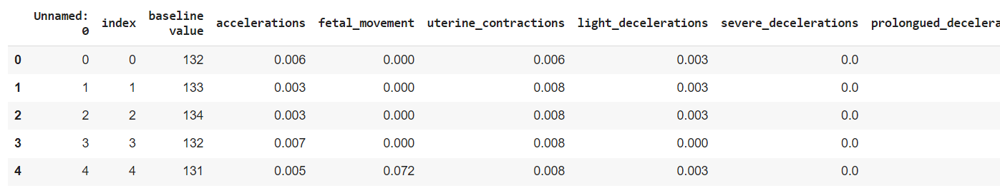 Unnamed: 0 index baseline value accelerations fetal_movement uterine_contractions light_decelerations severe_decelerations prolongued_decelera
0 0 0 132 0.006 0.000 0.006 0.003 0.0
1 1 1 133 0.003 0.000 0.008 0.003 0.0
2 2 2 134 0.003 0.000 0.008 0.003 0.0
3 3 3 132 0.007 0.000 0.008 0.000 0.0
4 4 4 131 0.005 0.072 0.008 0.003 0.0